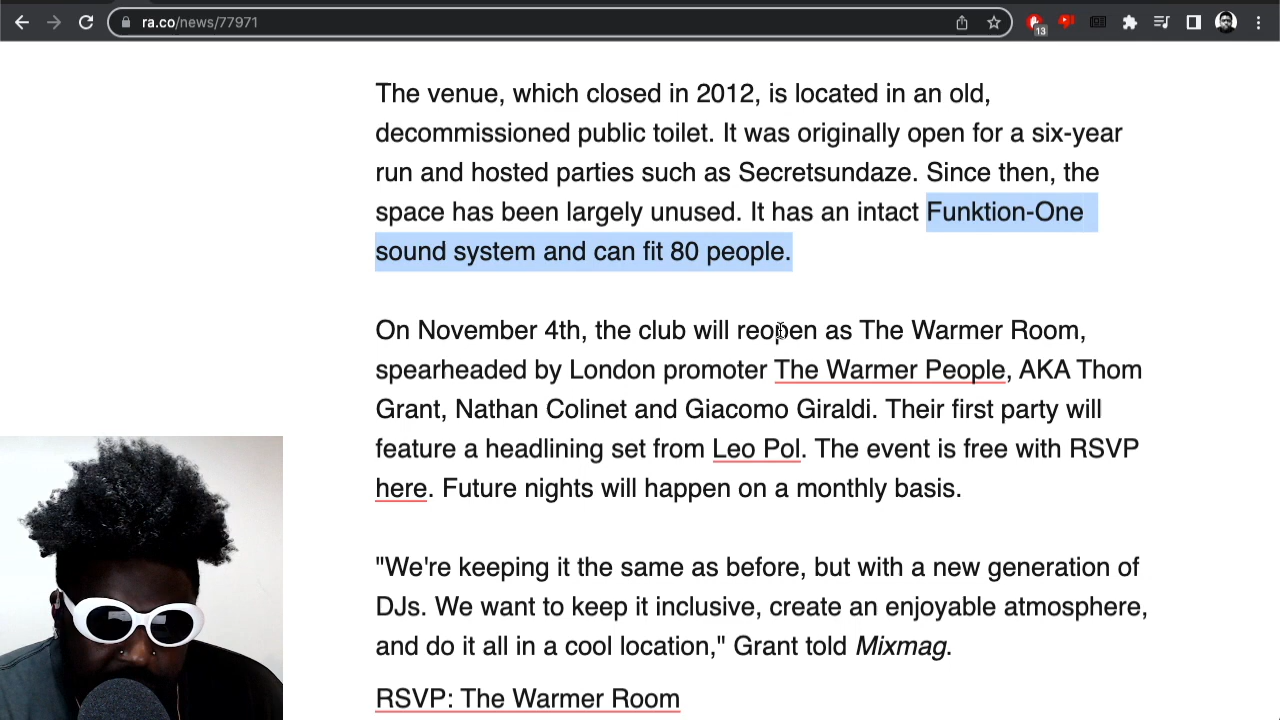 ra.co/news/77971
13
The venue, which closed in 2012, is located in an old,
decommissioned public toilet. It was originally open for a six-year
run and hosted parties such as Secretsundaze. Since then, the
space has been largely unused. It has an intact Funktion-One
sound system and can fit 80 people.
On November 4th, the club will reopen as The Warmer Room,
spearheaded by London promoter The Warmer People, AKA Thom
Grant, Nathan Colinet and Giacomo Giraldi. Their first party will
feature a headlining set from Leo Pol. The event is free with RSVP
here. Future nights will happen on a monthly basis.
"We're keeping it the same as before, but with a new generation of
DJs. We want to keep it inclusive, create an enjoyable atmosphere,
and do it all in a cool location," Grant told Mixmag.
RSVP: The Warmer Room